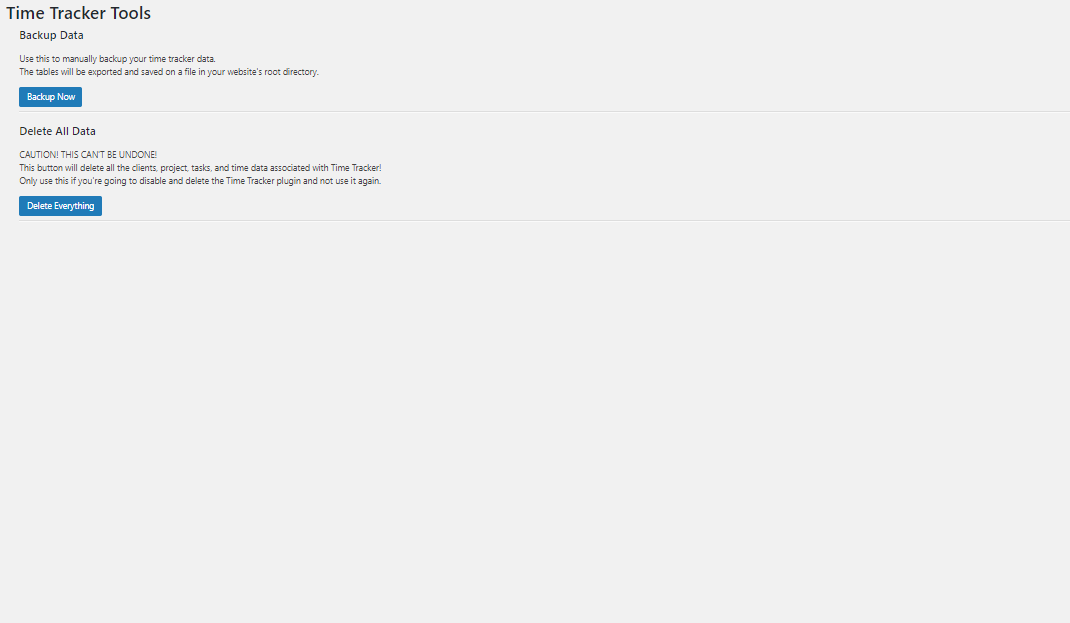 Time Tracker Tools
Backup Data
Use this to manually backup your time tracker data.
The tables will be exported and saved on a file in your website's root directory.
Backup Now
Delete All Data
CAUTION! THIS CAN'T BE UNDONE!
This button will delete all the clients, project, tasks, and time data associated with Time Tracker!
Only use this if you're going to disable and delete the Time Tracker plugin and not use it again.
Delete Everything